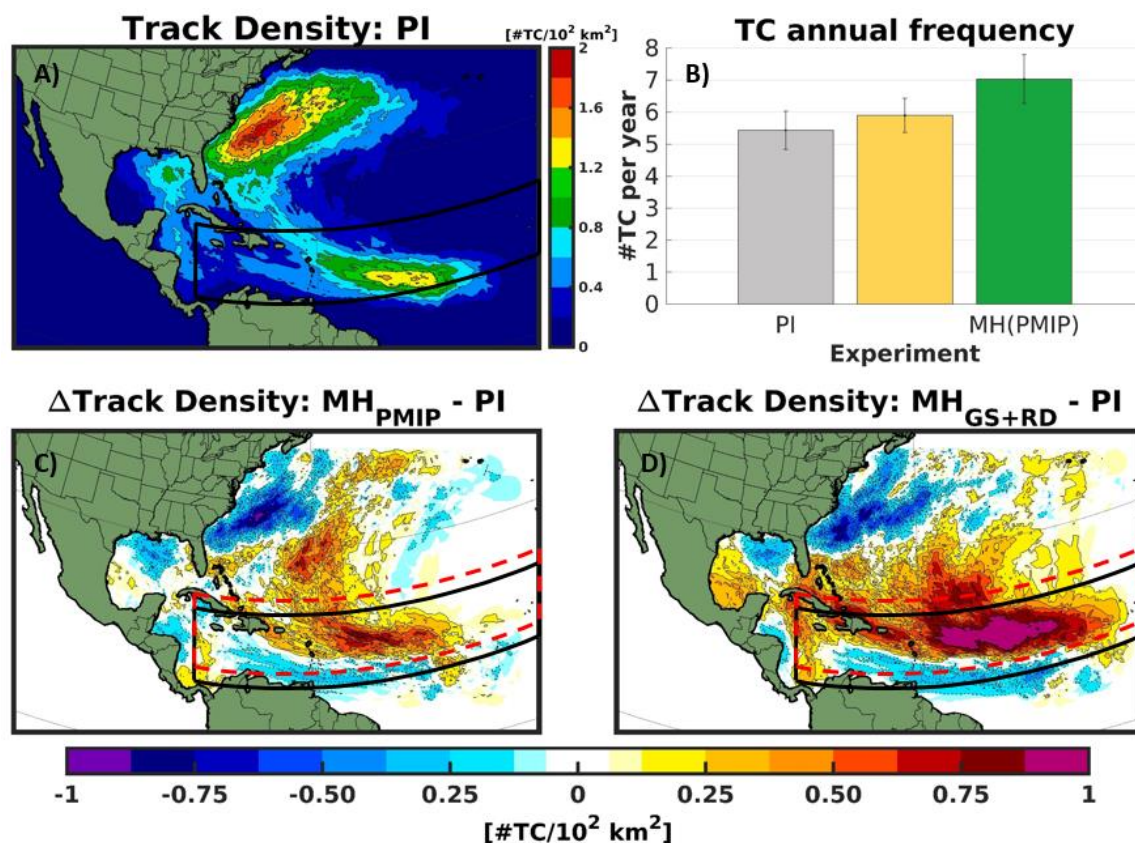 Track Density: PI
[#TC/10² km²]
A)
2
1.6
1.2
0.8
0.4
0
TC annual frequency
B)
8
7
6
5
4
3
2
1
0
#TC per year
PI
MH(PMIP)
Experiment
ΔTrack Density: MH_PMIP - PI
C)
ΔTrack Density: MH_GS+RD - PI
D)
-1
-0.75
-0.50
0.25
0
0.25
0.50
0.75
1
[#TC/10² km²]